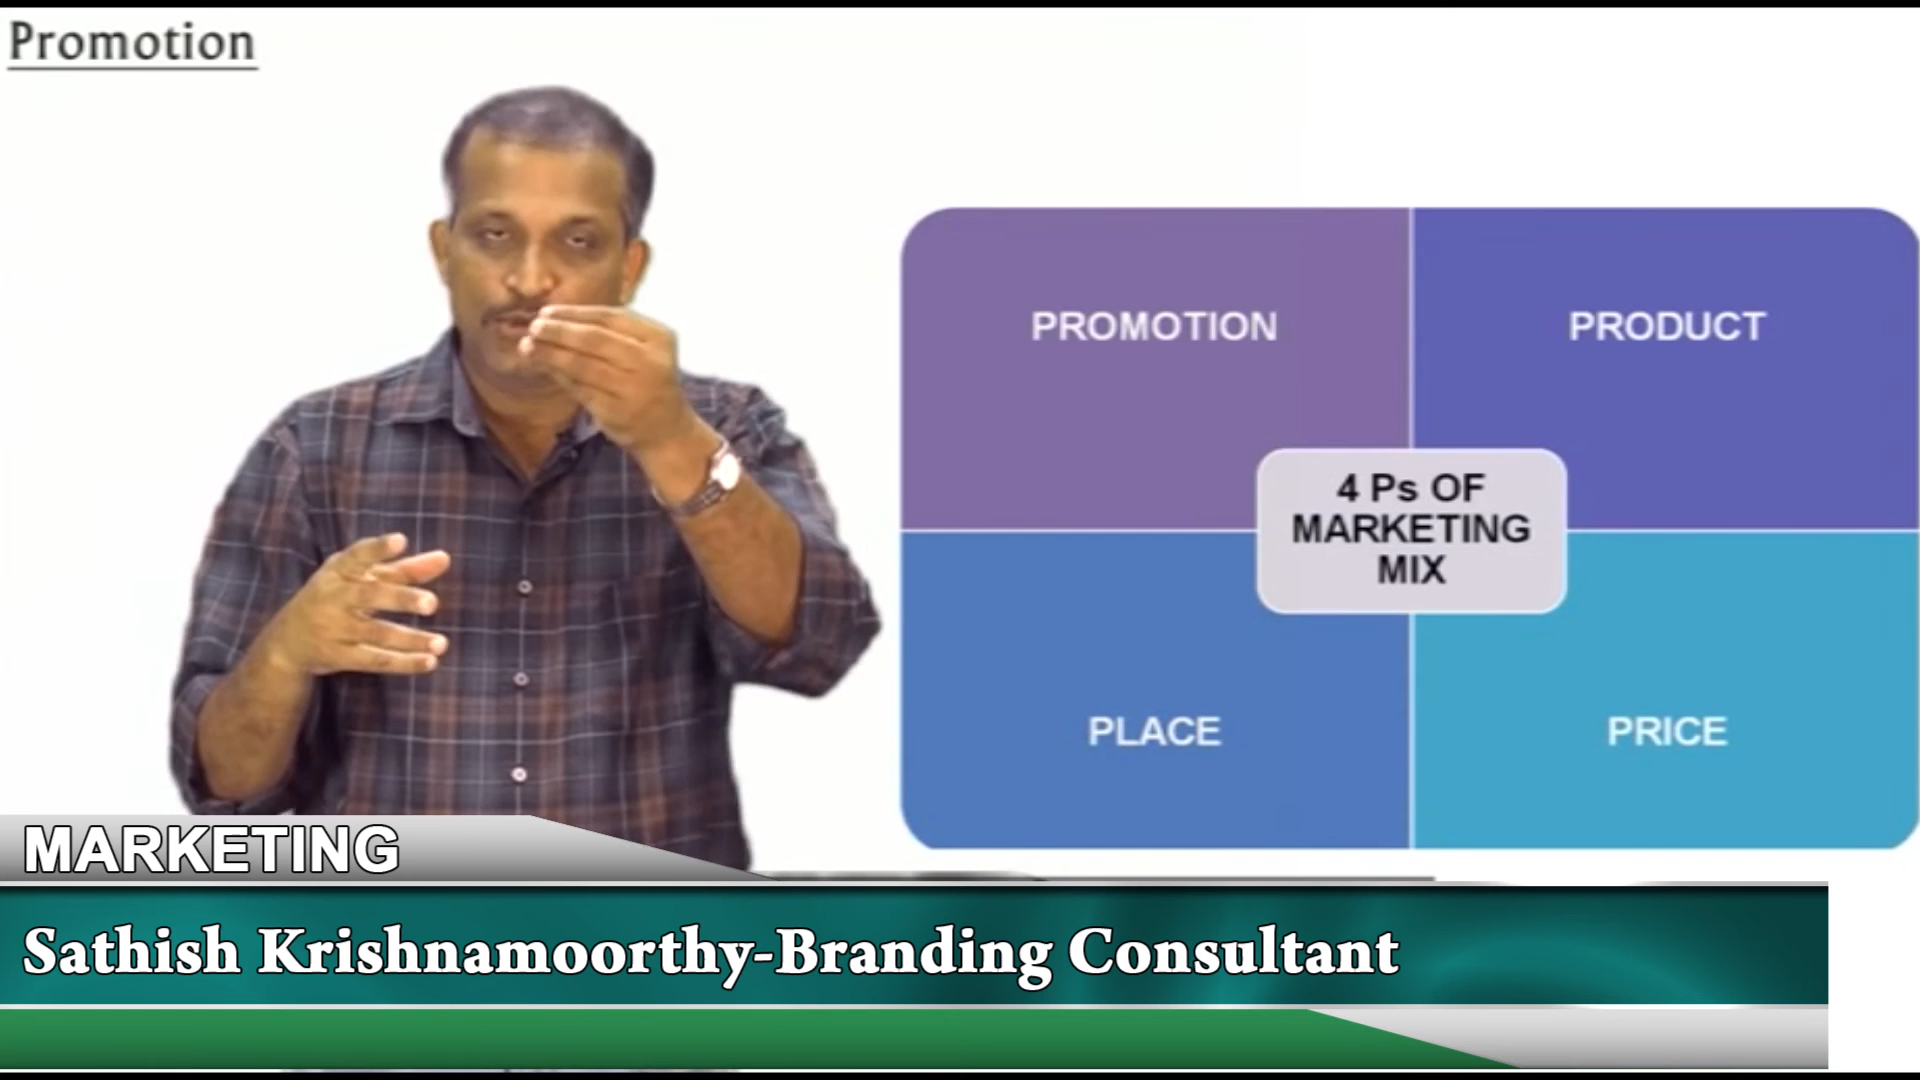 Promotion
PROMOTION
PRODUCT
4 Ps OF
MARKETING
MIX
PLACE
PRICE
MARKETING
Sathish Krishnamoorthy-Branding Consultant